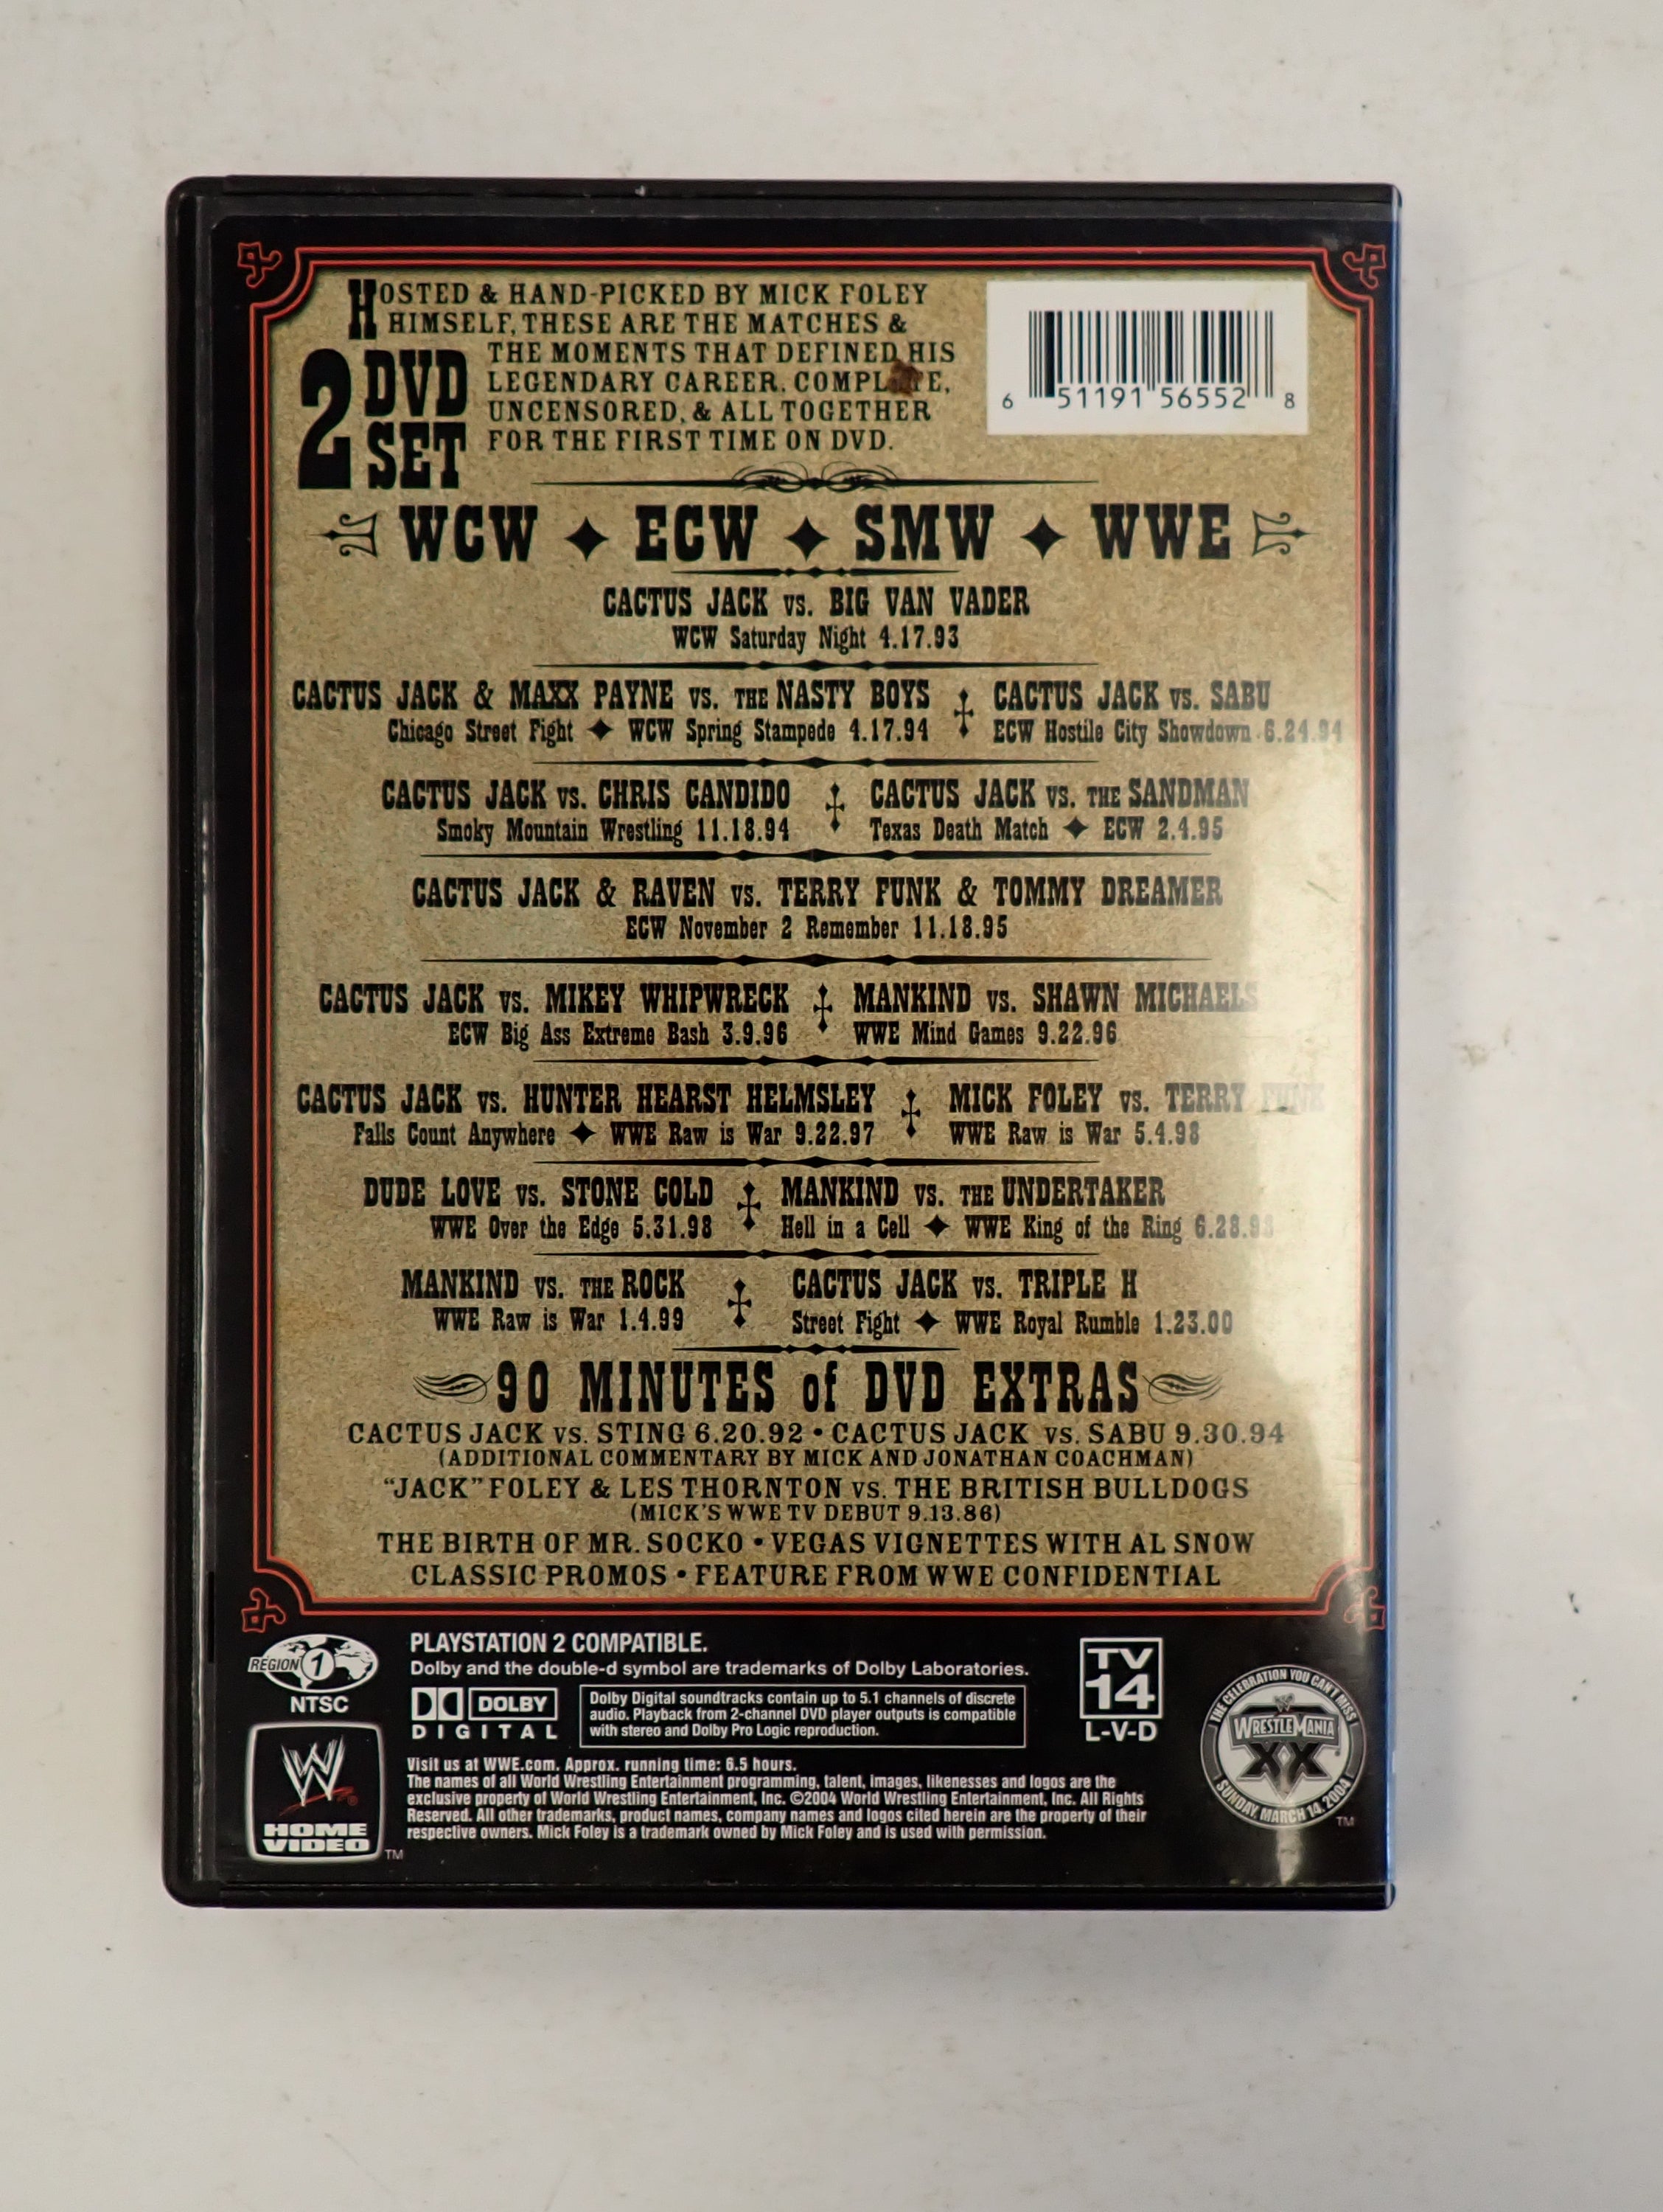 HOSTED & HAND-PICKED BY MICK FOLEY
HIMSELF, THESE ARE THE MATCHES &
THE MOMENTS THAT DEFINED HIS
LEGENDARY CAREER. COMPLETE,
UNCENSORED, & ALL TOGETHER
FOR THE FIRST TIME ON DVD.
2 DVD
SET
6 51191 56552 8
WCW ECW SMW WWE
CACTUS JACK VS. BIG VAN VADER
WCW Saturday Night 4.17.93
CACTUS JACK & MAXX PAYNE VS. THE NASTY BOYS
Chicago Street Fight WCW Spring Stampede 4.17.94
CACTUS JACK VS. SABU
ECW Hostile City Showdown 6.24.94
CACTUS JACK VS. CHRIS CANDIDO
Smoky Mountain Wrestling 11.18.94
CACTUS JACK VS. THE SANDMAN
Texas Death Match ECW 2.4.95
CACTUS JACK & RAVEN VS. TERRY FUNK & TOMMY DREAMER
ECW November 2 Remember 11.18.95
CACTUS JACK VS. MIKEY WHIPWRECK
ECW Big Ass Extreme Bash 3.9.96
MANKIND VS. SHAWN MICHAELS
WWE Mind Games 9.22.96
CACTUS JACK VS. HUNTER HEARST HELMSLEY
Falls Count Anywhere WWE Raw is War 9.22.97
MICK FOLEY VS. TERRY FUNK
WWE Raw is War 5.4.98
DUDE LOVE VS. STONE COLD
WWE Over the Edge 5.31.98
MANKIND VS. THE UNDERTAKER
Hell in a Cell WWE King of the Ring 6.28.98
MANKIND VS. THE ROCK
WWE Raw is War 1.4.99
CACTUS JACK VS. TRIPLE H
Street Fight WWE Royal Rumble 1.23.00
90 MINUTES of DVD EXTRAS
CACTUS JACK VS. STING 6.20.92 • CACTUS JACK VS. SABU 9.30.94
(ADDITIONAL COMMENTARY BY MICK AND JONATHAN COACHMAN)
"JACK" FOLEY & LES THORNTON VS. THE BRITISH BULLDOGS
(MICK'S WWE TV DEBUT 9.13.86)
THE BIRTH OF MR. SOCKO • VEGAS VIGNETTES WITH AL SNOW
CLASSIC PROMOS • FEATURE FROM WWE CONFIDENTIAL
REGION 1
NTSC
PLAYSTATION 2 COMPATIBLE.
Dolby and the double-d symbol are trademarks of Dolby Laboratories.
DOLBY
DIGITAL
Dolby Digital soundtracks contain up to 5.1 channels of discrete
audio. Playback from 2-channel DVD player outputs is compatible
with stereo and Dolby Pro Logic reproduction.
TV
14
L-V-D
W ®
HOME
VIDEO
TM
Visit us at WWE.com. Approx. running time: 6.5 hours.
The names of all World Wrestling Entertainment programming, talent, images, likenesses and logos are the
exclusive property of World Wrestling Entertainment, Inc. ©2004 World Wrestling Entertainment, Inc. All Rights
Reserved. All other trademarks, product names, company names and logos cited herein are the property of their
respective owners. Mick Foley is a trademark owned by Mick Foley and is used with permission.
THE CELEBRATION YOU CAN'T MISS
WRESTLEMANIA
XX
SUNDAY, MARCH 14, 2004
TM